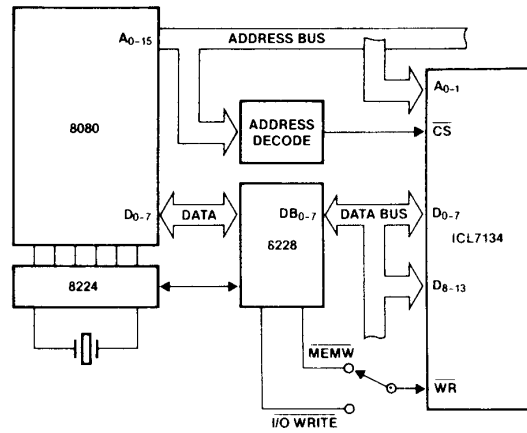 A0-15
ADDRESS BUS
8080
A0-1
ADDRESS
DECODE
CS
D0-7
DATA
DB0-7
DATA BUS
D0-7
6228
ICL7134
8224
D8-13
MEMW
WR
I/O WRITE